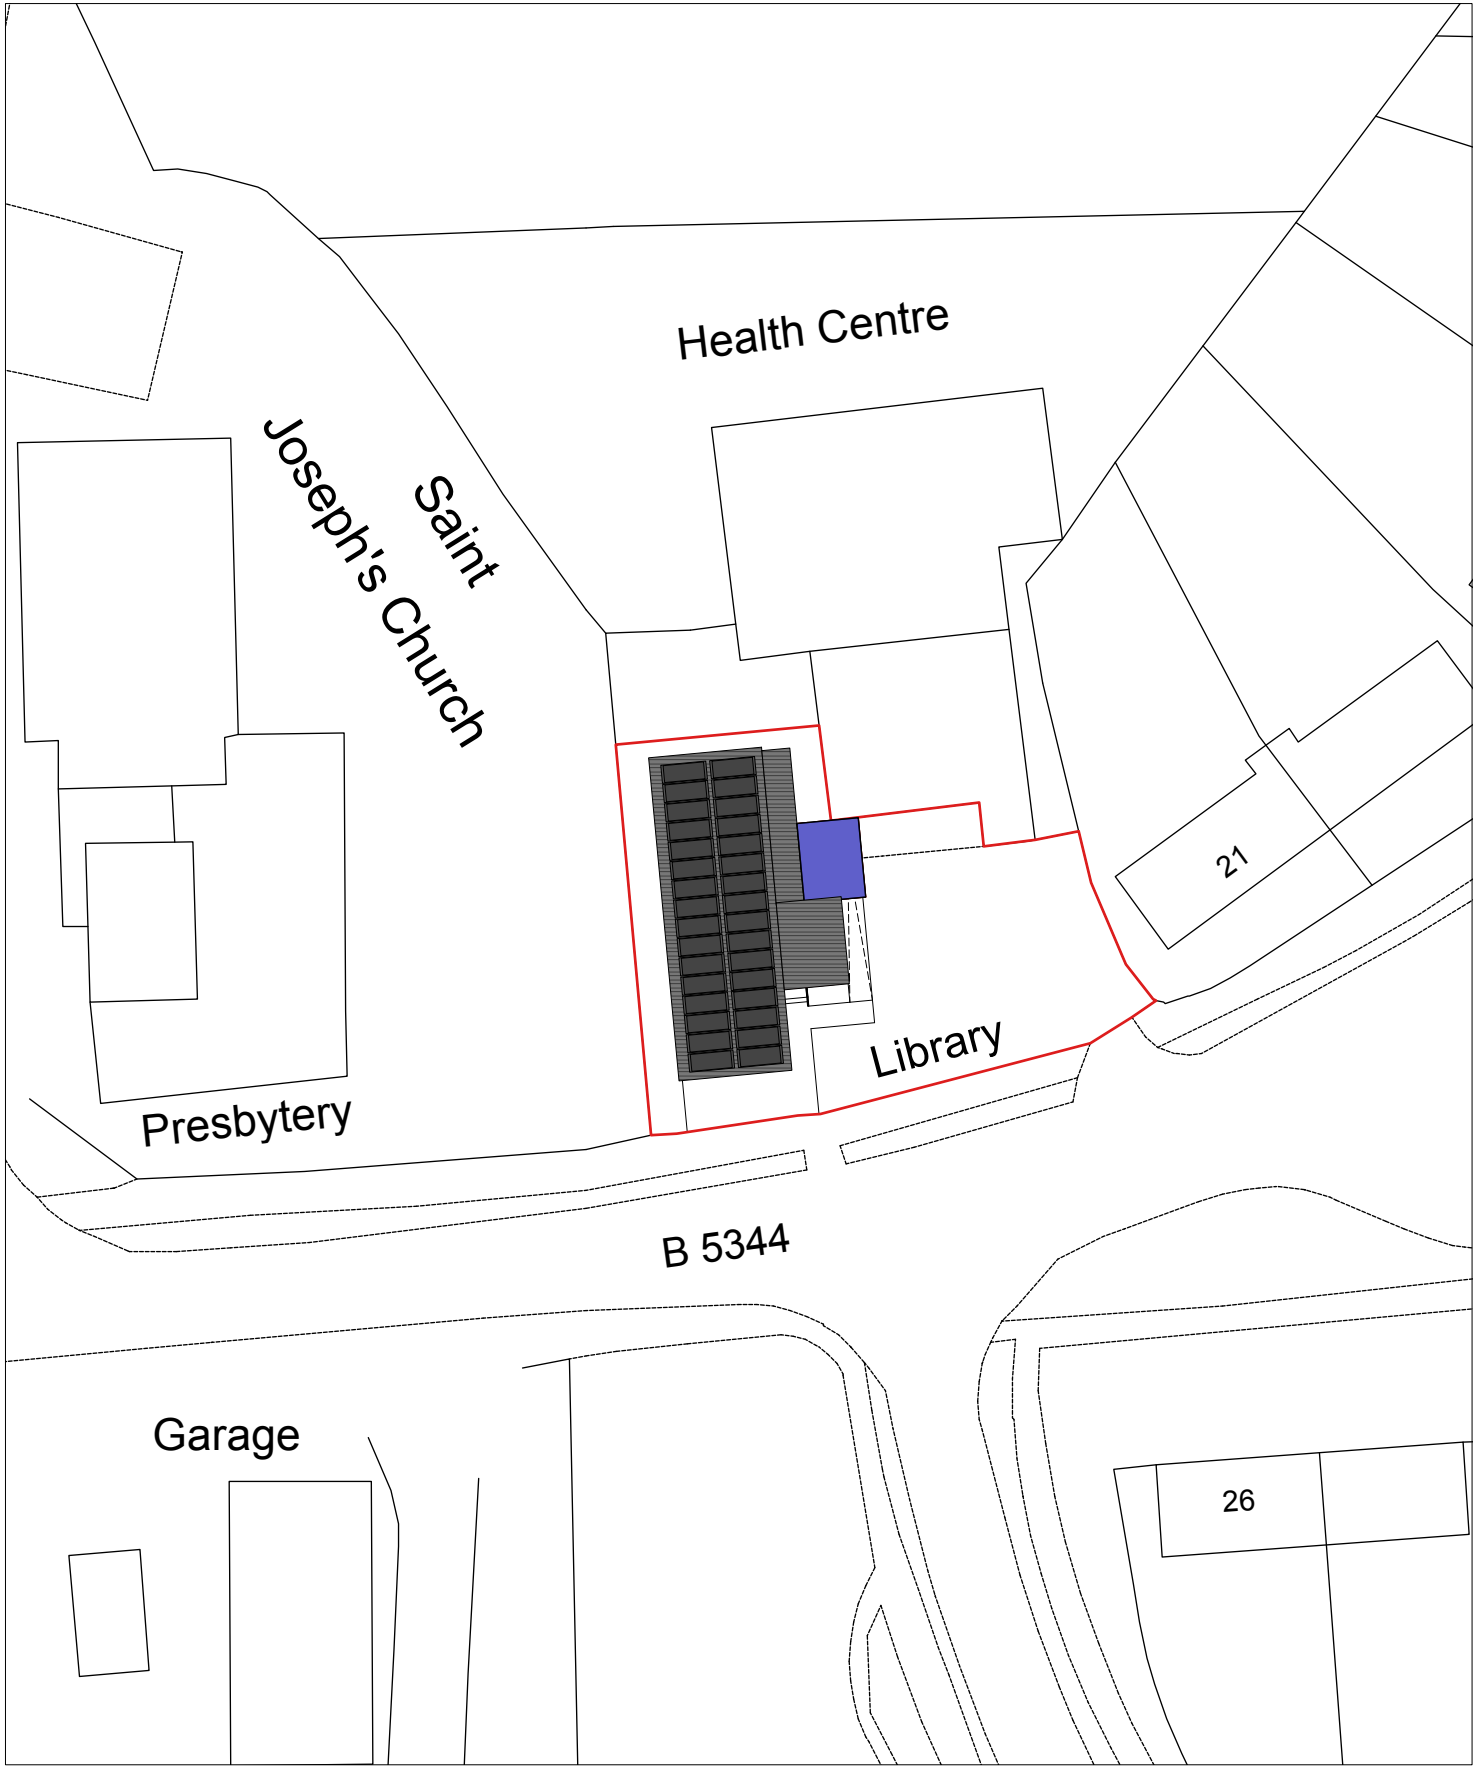 Health Centre
Saint
Joseph's Church
21
Library
Presbytery
B 5344
Garage
26